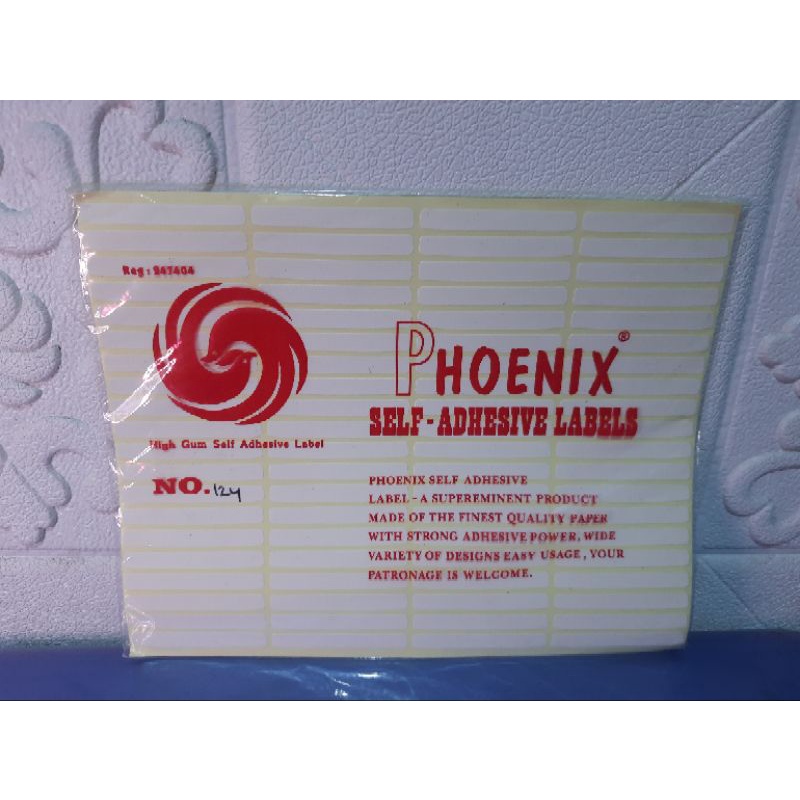 Reg : 247404
PHOENIX®
SELF-ADHESIVE LABELS
High Gum Self Adhesive Label
NO. 124
PHOENIX SELF ADHESIVE
LABEL - A SUPEREMINENT PRODUCT
MADE OF THE FINEST QUALITY PAPER
WITH STRONG ADHESIVE POWER, WIDE
VARIETY OF DESIGNS EASY USAGE, YOUR
PATRONAGE IS WELCOME.